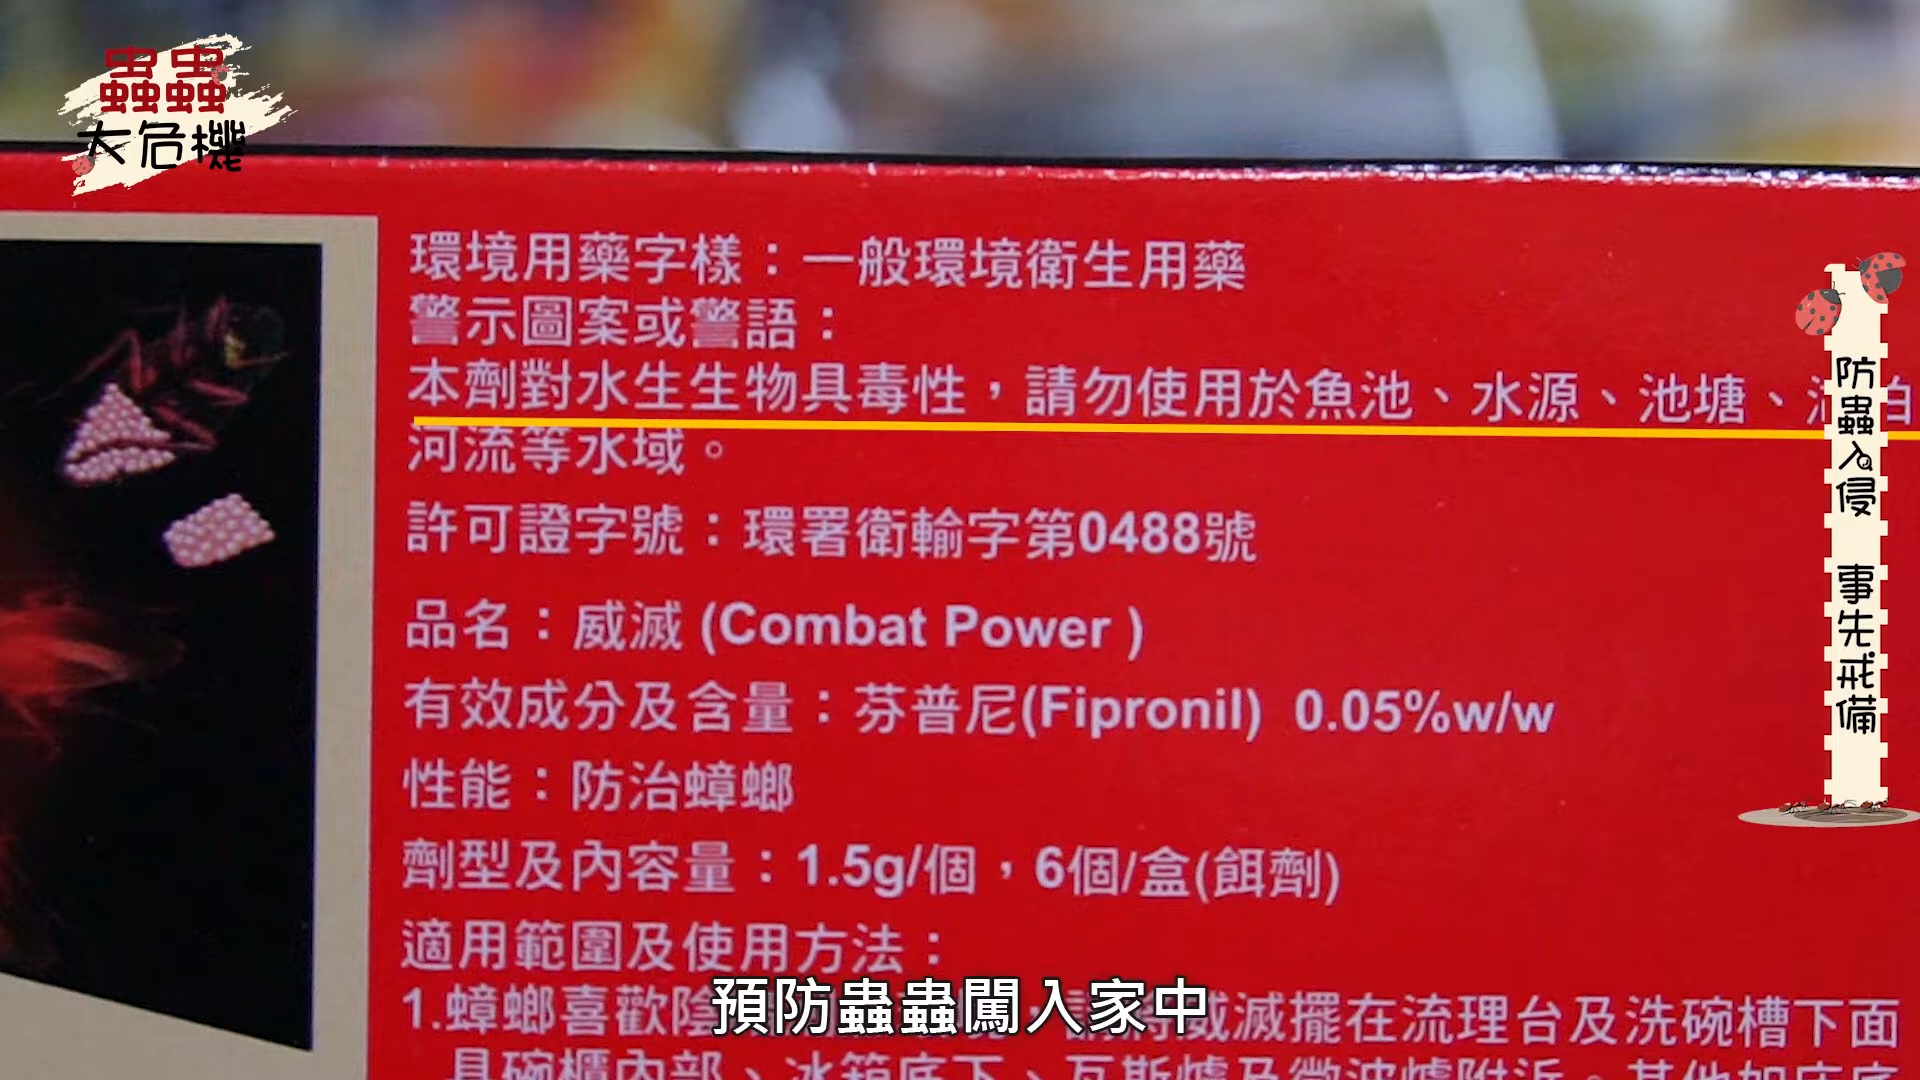 蟲蟲
大危機
環境用藥字樣：一般環境衛生用藥
警示圖案或警語：
本劑對水生生物具毒性，請勿使用於魚池、水源、池塘、
河流等水域。
許可證字號：環署衛輸字第0488號
品名：威滅 (Combat Power )
有效成分及含量：芬普尼(Fipronil) 0.05%w/w
性能：防治蟑螂
劑型及內容量：1.5g/個，6個/盒(餌劑)
適用範圍及使用方法：
1.蟑螂喜歡陰 威滅擺在流理台及洗碗槽下面
預防蟲蟲闖入家中
防蟲入侵 事先戒備